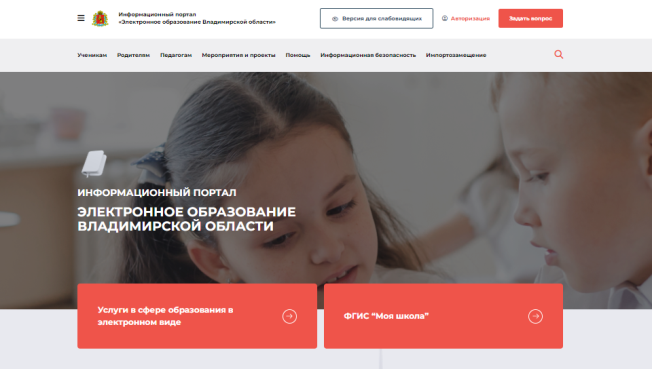 Информационный портал
«Электронное образование Владимирской области»
Версия для слабовидящих
Авторизация
Задать вопрос
Ученикам Родителям Педагогам Мероприятия и проекты Помощь Информационная безопасность Импортозамещение
ИНФОРМАЦИОННЫЙ ПОРТАЛ
ЭЛЕКТРОННОЕ ОБРАЗОВАНИЕ
ВЛАДИМИРСКОЙ ОБЛАСТИ
Услуги в сфере образования в
электронном виде
ФГИС "Моя школа"